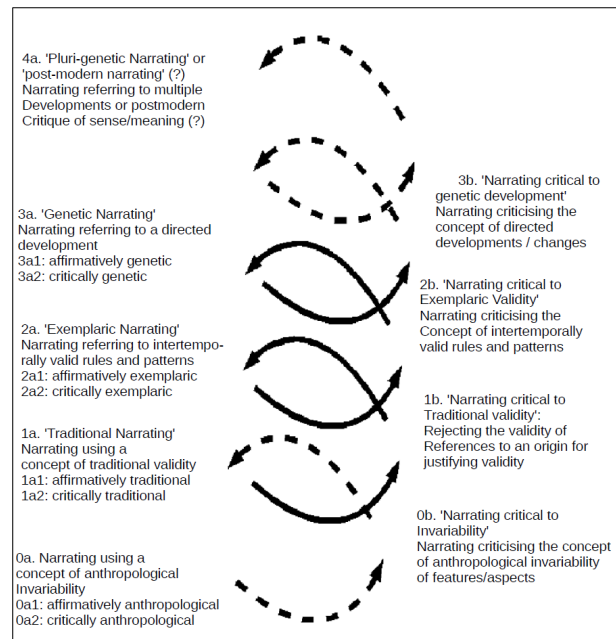 4a. 'Pluri-genetic Narrating' or
'post-modern narrating' (?)
Narrating referring to multiple
Developments or postmodern
Critique of sense/meaning (?)
3b. 'Narrating critical to
genetic development'
Narrating criticising the
concept of directed
developments / changes
3a. 'Genetic Narrating'
Narrating referring to a directed
development
3a1: affirmatively genetic
3a2: critically genetic
2b. 'Narrating critical to
Exemplaric Validity'
Narrating criticising the
Concept of intertemporally
valid rules and patterns
2a. 'Exemplaric Narrating'
Narrating referring to intertempo-
rally valid rules and patterns
2a1: affirmatively exemplaric
2a2: critically exemplaric
1b. 'Narrating critical to
Traditional validity':
Rejecting the validity of
References to an origin for
justifying validity
1a. 'Traditional Narrating'
Narrating using a
concept of traditional validity
1a1: affirmatively traditional
1a2: critically traditional
0b. 'Narrating critical to
Invariability'
Narrating criticising the concept
of anthropological invariability
of features/aspects
0a. Narrating using a
concept of anthropological
Invariability
0a1: affirmatively anthropological
0a2: critically anthropological